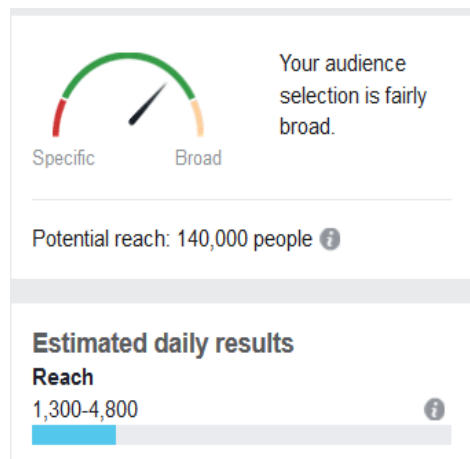 Your audience
selection is fairly
broad.
Specific
Broad
Potential reach: 140,000 people
Estimated daily results
Reach
1,300-4,800